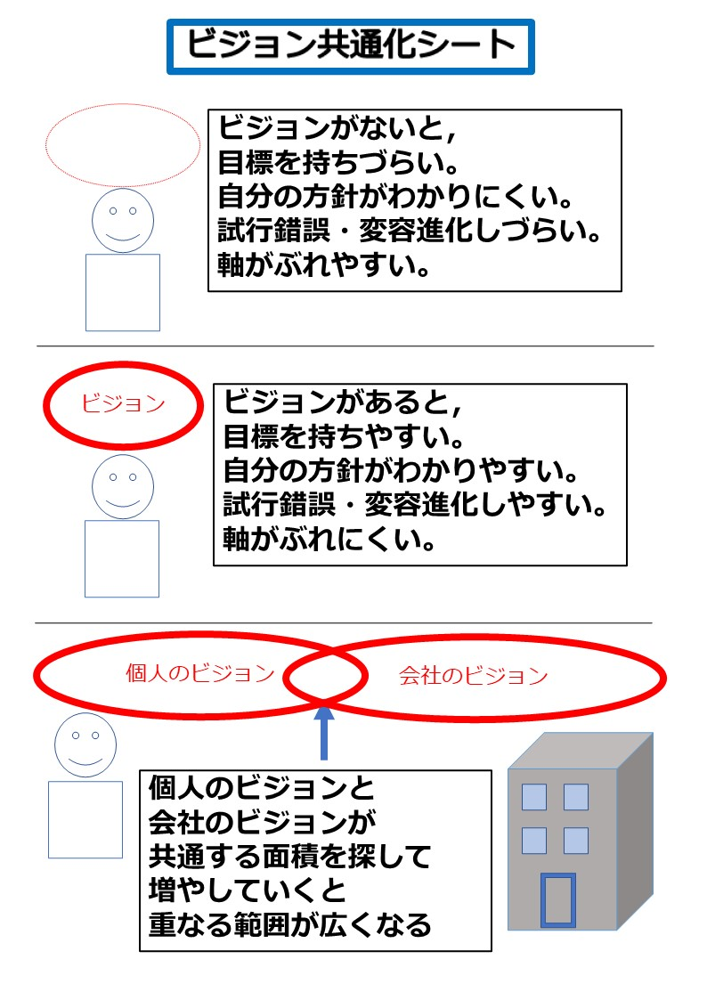 ビジョン共通化シート
ビジョンがないと,
目標を持ちづらい。
自分の方針がわかりにくい。
試行錯誤・変容進化しづらい。
軸がぶれやすい。
ビジョン
ビジョンがあると,
目標を持ちやすい。
自分の方針がわかりやすい。
試行錯誤・変容進化しやすい。
軸がぶれにくい。
個人のビジョン
会社のビジョン
個人のビジョンと
会社のビジョンが
共通する面積を探して
増やしていくと
重なる範囲が広くなる